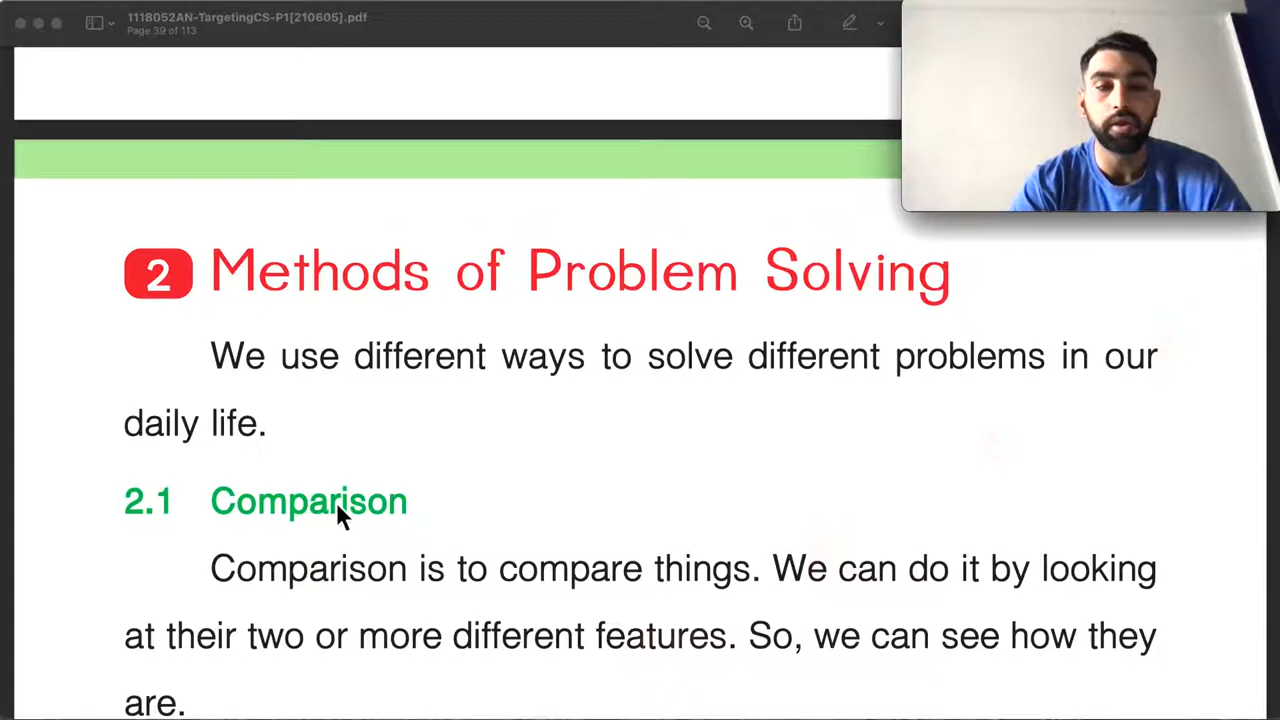 1118052AN-TargetingCS-P1[210605].pdf
Page 39 of 113
2 Methods of Problem Solving
We use different ways to solve different problems in our
daily life.
2.1 Comparison
Comparison is to compare things. We can do it by looking
at their two or more different features. So, we can see how they
are.